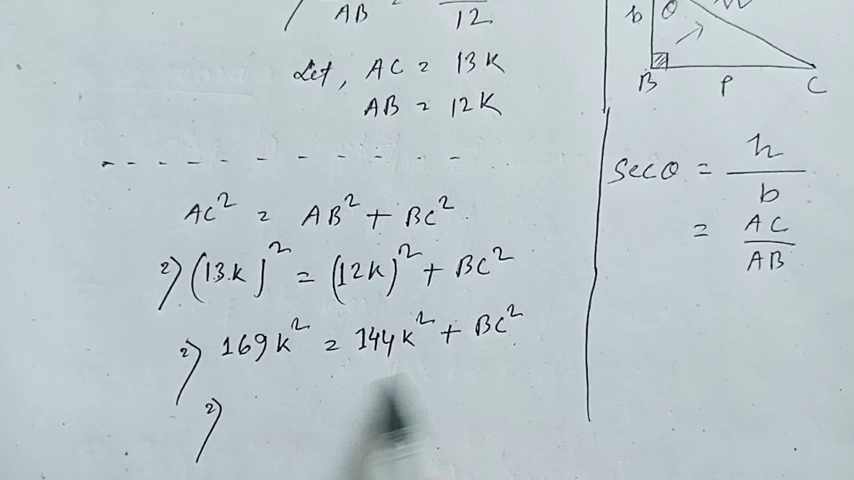 AB = 12
Let, AC = 13K
AB = 12K
AC² = AB² + BC²
⇒) (13K)² = (12K)² + BC²
⇒) 169K² = 144K² + BC²
⇒)
b θ
B P C
secθ = h/b
= AC/AB